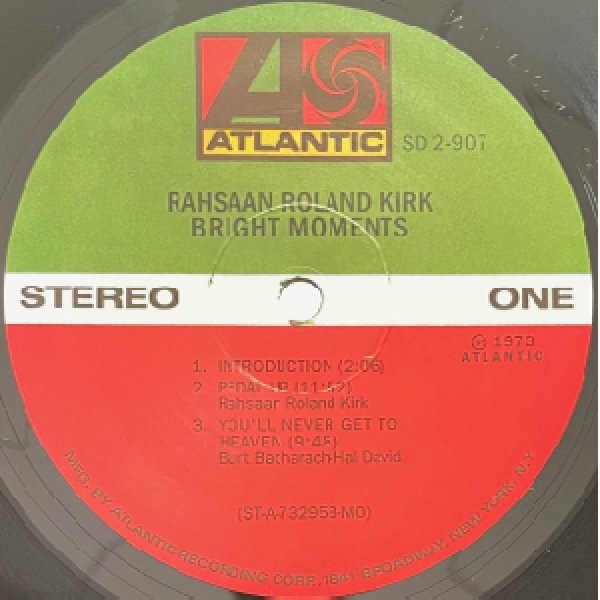 ATLANTIC
SD 2-907
RAHSAAN ROLAND KIRK
BRIGHT MOMENTS
STEREO
ONE
℗ 1973
ATLANTIC
1. INTRODUCTION (2:06)
2. PEDAL UP (11:52)
Rahsaan Roland Kirk
3. YOU'LL NEVER GET TO
HEAVEN (9:48)
Burt Bacharach-Hal David
(ST-A-732953-MO)
MFG. BY ATLANTIC RECORDING CORP., 1841 BROADWAY, NEW YORK, N.Y.